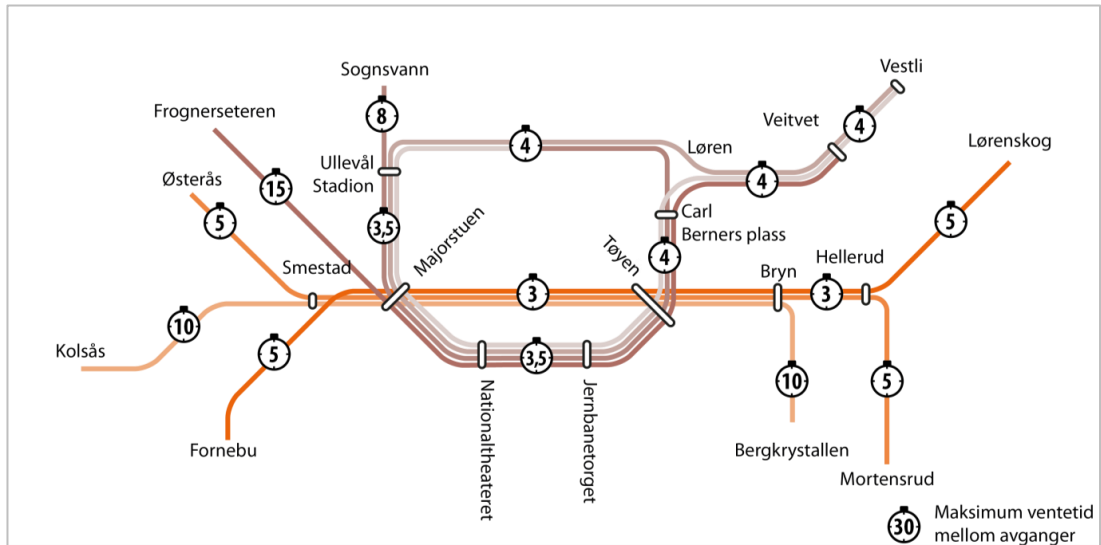 Sognsvann
Vestli
8
Frognerseteren
Veitvet
4
Lørenskog
4
Løren
Ullevål
Stadion
Østerås
15
4
5
3,5
Majorstuen
Carl
Berners plass
5
Tøyen
4
Smestad
Bryn
Hellerud
3
3
10
Kolsås
5
3,5
Nationaltheateret
Jernbanetorget
10
5
Fornebu
Bergkrystallen
Mortensrud
30
Maksimum ventetid
mellom avganger